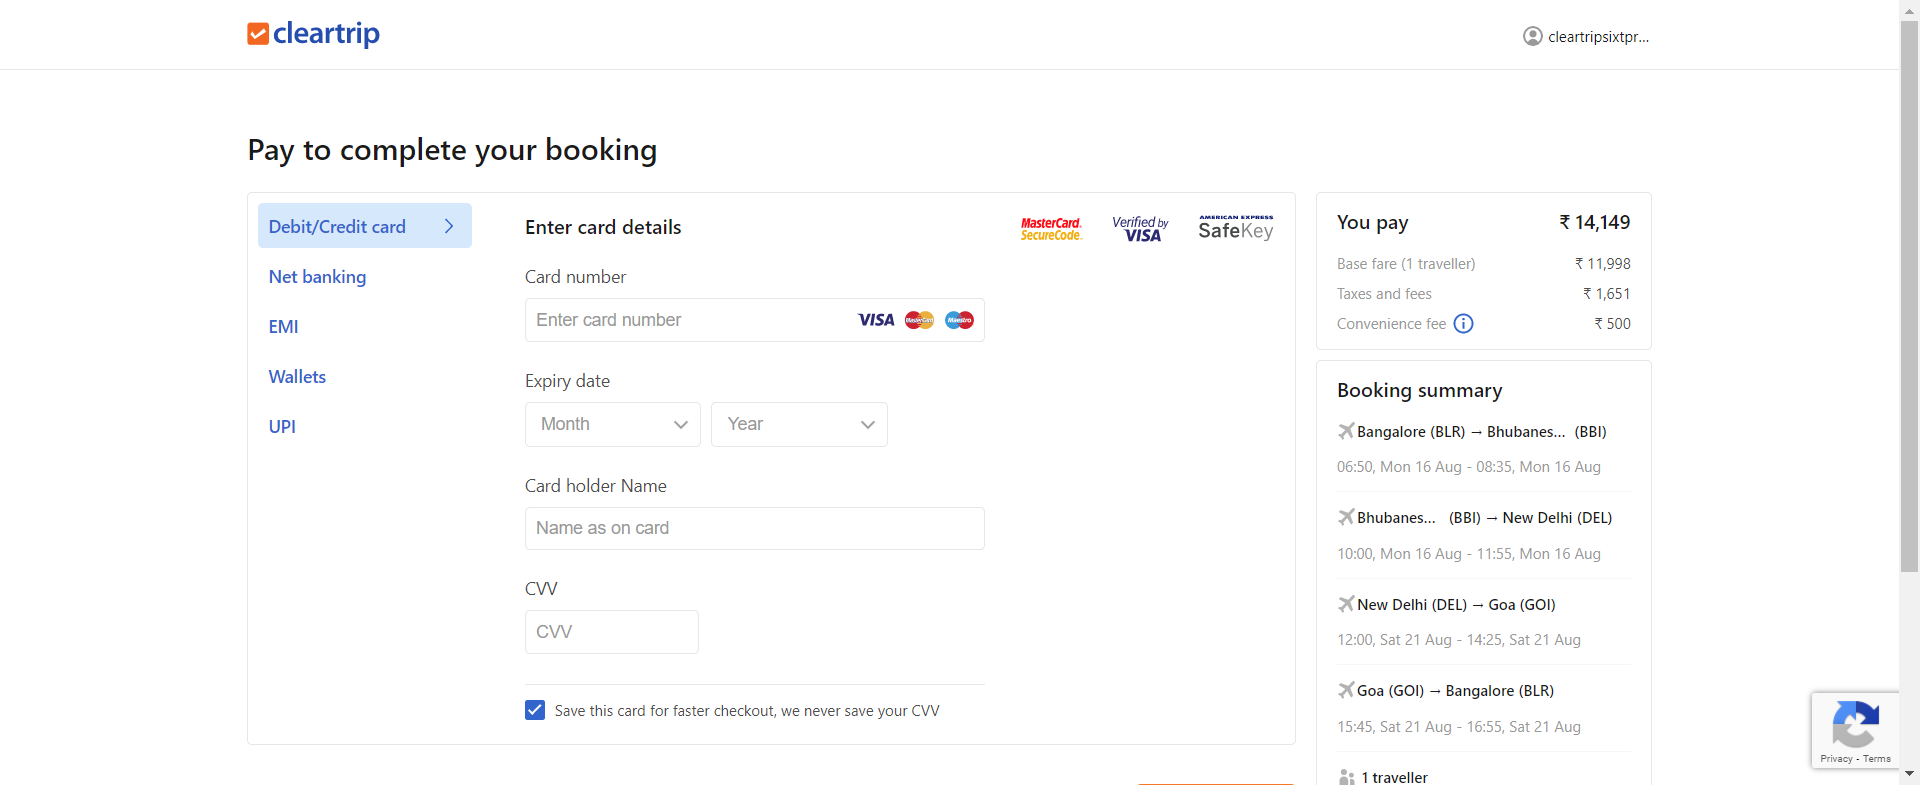 cleartrip
cleartripsixtpr...
Pay to complete your booking
Debit/Credit card
Net banking
EMI
Wallets
UPI
Enter card details
MasterCard. SecureCode.
Verified by VISA
AMERICAN EXPRESS SafeKey
Card number
Enter card number
VISA
MasterCard
Maestro
Expiry date
Month
Year
Card holder Name
Name as on card
CVV
CVV
Save this card for faster checkout, we never save your CVV
You pay ₹ 14,149
Base fare (1 traveller) ₹ 11,998
Taxes and fees ₹ 1,651
Convenience fee ₹ 500
Booking summary
Bangalore (BLR) → Bhubanes... (BBI)
06:50, Mon 16 Aug - 08:35, Mon 16 Aug
Bhubanes... (BBI) → New Delhi (DEL)
10:00, Mon 16 Aug - 11:55, Mon 16 Aug
New Delhi (DEL) → Goa (GOI)
12:00, Sat 21 Aug - 14:25, Sat 21 Aug
Goa (GOI) → Bangalore (BLR)
15:45, Sat 21 Aug - 16:55, Sat 21 Aug
1 traveller
Privacy - Terms